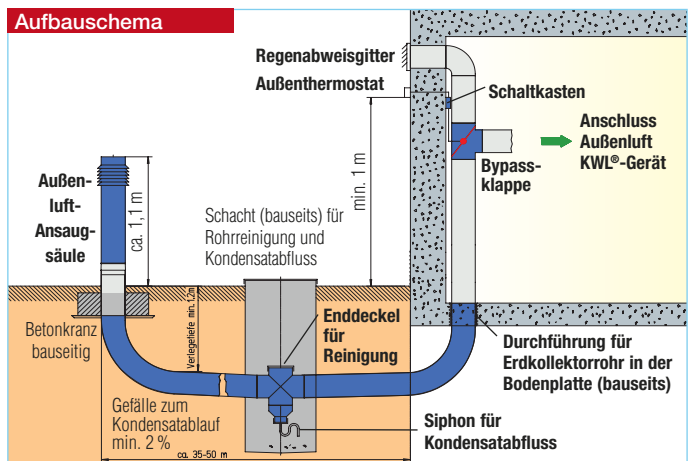 Aufbauschema
Regenabweisgitter
Außenthermostat
Schaltkasten
Anschluss
Außenluft
KWL®-Gerät
Bypass-
klappe
min. 1 m
Außen-
luft-
Ansaug-
säule
ca. 1,1 m
Schacht (bauseits) für
Rohrreinigung und
Kondensatabfluss
Betonkranz
bauseitig
Verlegetiefe min. 1,2m
Enddeckel
für
Reinigung
Durchführung für
Erdkollektorrohr in der
Bodenplatte (bauseits)
Gefälle zum
Kondensatablauf
min. 2 %
Siphon für
Kondensatabfluss
ca. 35-50 m